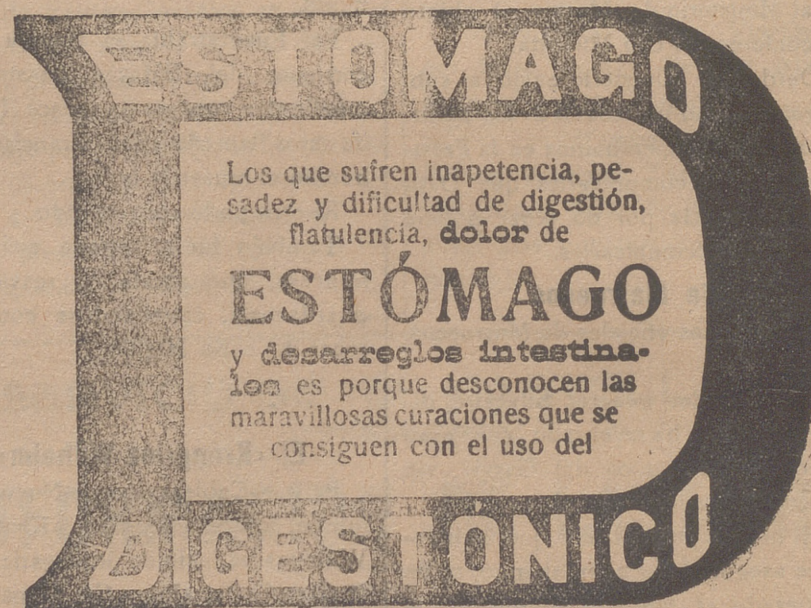 ESTÓMAGO
Los que sufren inapetencia, pe-
sadez y dificultad de digestión,
flatulencia, dolor de
ESTÓMAGO
y desarreglos intestina-
les es porque desconocen las
maravillosas curaciones que se
consiguen con el uso del
DIGESTÓNICO